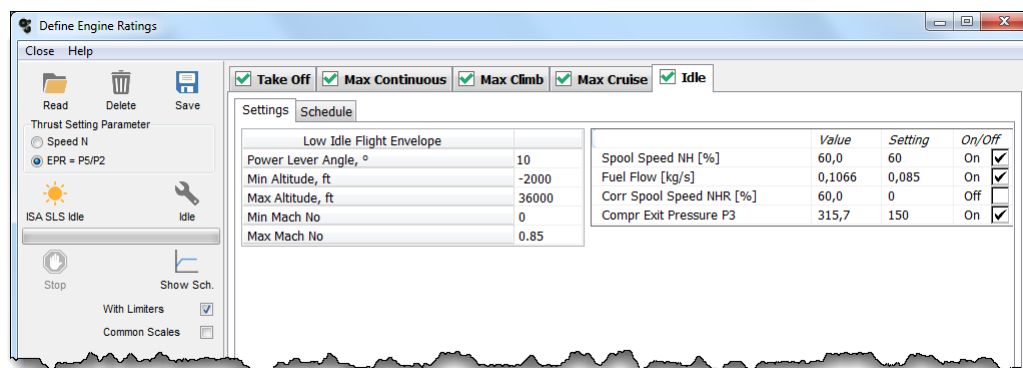 Define Engine Ratings
Close Help
Read Delete Save
Thrust Setting Parameter
Speed N
EPR = P5/P2
ISA SLS Idle Idle
Stop Show Sch.
With Limiters
Common Scales
Take Off Max Continuous Max Climb Max Cruise Idle
Settings Schedule
Low Idle Flight Envelope
Power Lever Angle, º 10
Min Altitude, ft -2000
Max Altitude, ft 36000
Min Mach No 0
Max Mach No 0.85
Value Setting On/Off
Spool Speed NH [%] 60,0 60 On
Fuel Flow [kg/s] 0,1066 0,085 On
Corr Spool Speed NHR [%] 60,0 0 Off
Compr Exit Pressure P3 315,7 150 On